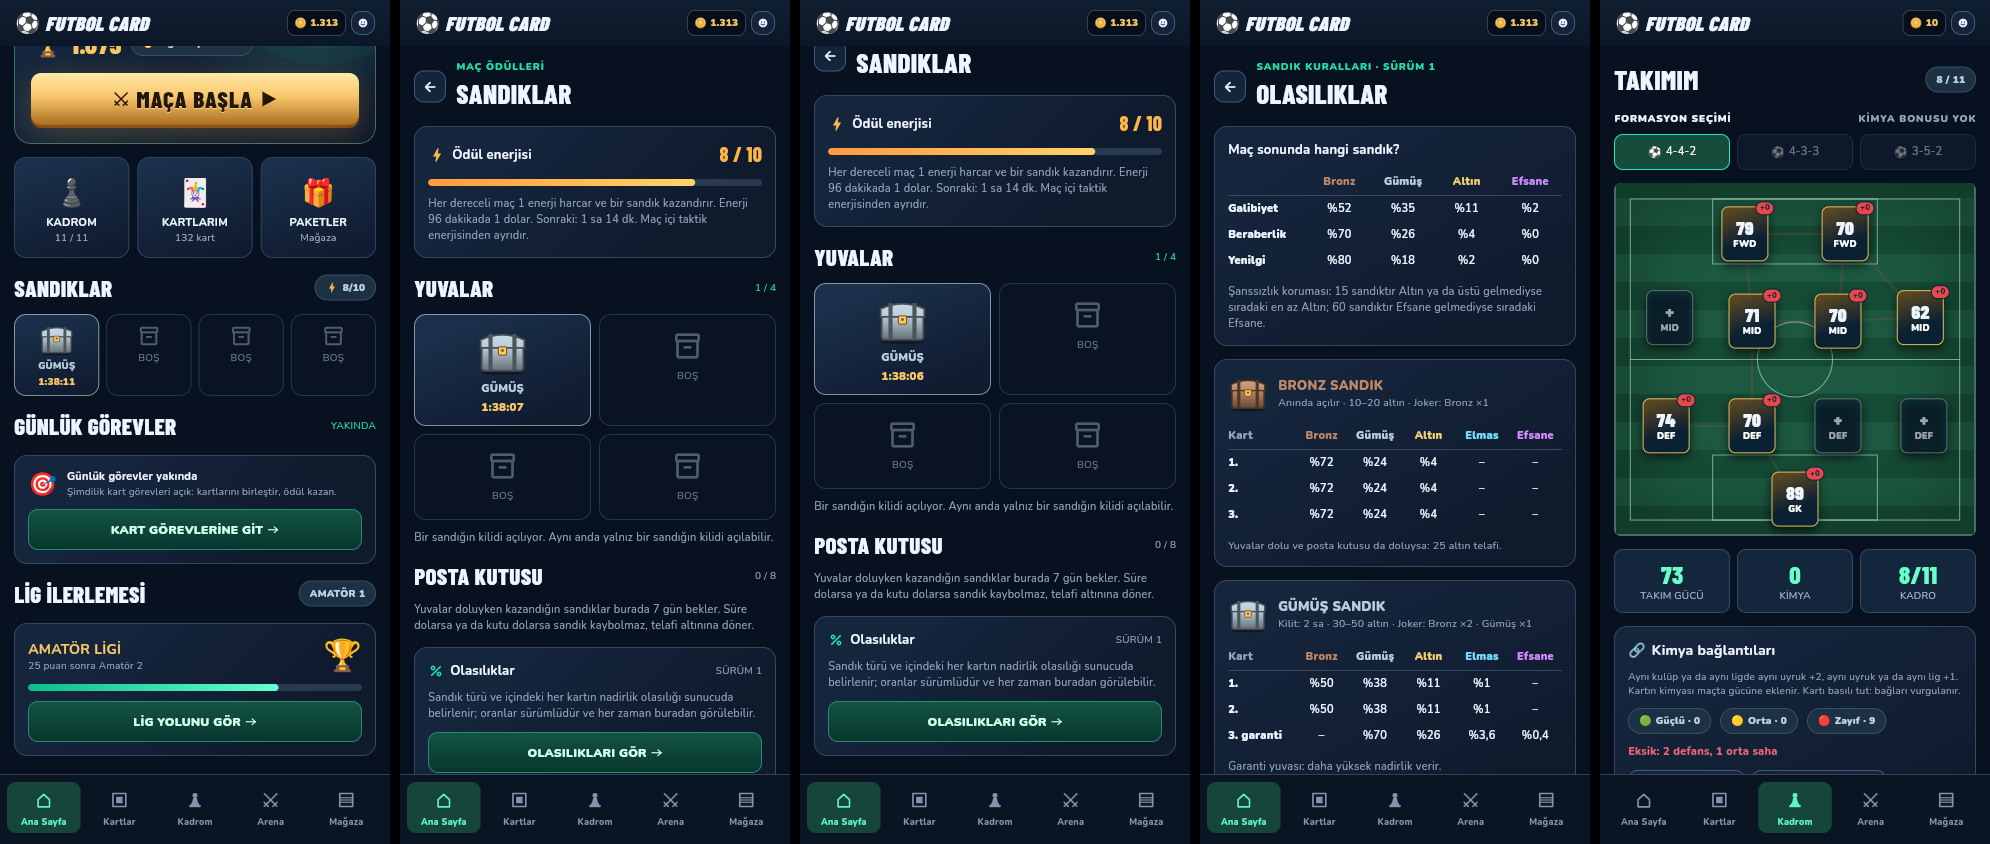 FUTBOL CARD
1.313
MAÇA BAŞLA
KADROM
11 / 11
KARTLARIM
132 kart
PAKETLER
Mağaza
SANDIKLAR
8/10
GÜMÜŞ
1:38:11
BOŞ
BOŞ
BOŞ
GÜNLÜK GÖREVLER
YAKINDA
Günlük görevler yakında
Şimdilik kart görevleri açık: kartlarını birleştir, ödül kazan.
KART GÖREVLERİNE GİT →
LİG İLERLEMESİ
AMATÖR 1
AMATÖR LİGİ
25 puan sonra Amatör 2
LİG YOLUNU GÖR →
Ana Sayfa
Kartlar
Kadrom
Arena
Mağaza
FUTBOL CARD
1.313
MAÇ ÖDÜLLERİ
SANDIKLAR
Ödül enerjisi
8 / 10
Her dereceli maç 1 enerji harcar ve bir sandık kazandırır. Enerji
96 dakikada 1 dolar. Sonraki: 1 sa 14 dk. Maç içi taktik
enerjisinden ayrıdır.
YUVALAR
1 / 4
GÜMÜŞ
1:38:07
BOŞ
BOŞ
BOŞ
Bir sandığın kilidi açılıyor. Aynı anda yalnız bir sandığın kilidi açılabilir.
POSTA KUTUSU
0 / 8
Yuvalar doluyken kazandığın sandıklar burada 7 gün bekler. Süre
dolarsa ya da kutu dolarsa sandık kaybolmaz, telafi altınına döner.
Olasılıklar
SÜRÜM 1
Sandık türü ve içindeki her kartın nadirlik olasılığı sunucuda
belirlenir; oranlar sürümlüdür ve her zaman buradan görülebilir.
OLASILIKLARI GÖR →
Ana Sayfa
Kartlar
Kadrom
Arena
Mağaza
FUTBOL CARD
1.313
SANDIKLAR
Ödül enerjisi
8 / 10
Her dereceli maç 1 enerji harcar ve bir sandık kazandırır. Enerji
96 dakikada 1 dolar. Sonraki: 1 sa 14 dk. Maç içi taktik
enerjisinden ayrıdır.
YUVALAR
1 / 4
GÜMÜŞ
1:38:06
BOŞ
BOŞ
BOŞ
Bir sandığın kilidi açılıyor. Aynı anda yalnız bir sandığın kilidi açılabilir.
POSTA KUTUSU
0 / 8
Yuvalar doluyken kazandığın sandıklar burada 7 gün bekler. Süre
dolarsa ya da kutu dolarsa sandık kaybolmaz, telafi altınına döner.
Olasılıklar
SÜRÜM 1
Sandık türü ve içindeki her kartın nadirlik olasılığı sunucuda
belirlenir; oranlar sürümlüdür ve her zaman buradan görülebilir.
OLASILIKLARI GÖR →
Ana Sayfa
Kartlar
Kadrom
Arena
Mağaza
FUTBOL CARD
1.313
SANDIK KURALLARI · SÜRÜM 1
OLASILIKLAR
Maç sonunda hangi sandık?
Bronz Gümüş Altın Efsane
Galibiyet %52 %35 %11 %2
Beraberlik %70 %26 %4 %0
Yenilgi %80 %18 %2 %0
Şanssızlık koruması: 15 sandıktır Altın ya da üstü gelmediyse
sıradaki en az Altın; 60 sandıktır Efsane gelmediyse sıradaki
Efsane.
BRONZ SANDIK
Anında açılır · 10–20 altın · Joker: Bronz ×1
Kart Bronz Gümüş Altın Elmas Efsane
1. %72 %24 %4 – –
2. %72 %24 %4 – –
3. %72 %24 %4 – –
Yuvalar dolu ve posta kutusu da doluysa: 25 altın telafi.
GÜMÜŞ SANDIK
Kilit: 2 sa · 30–50 altın · Joker: Bronz ×2 · Gümüş ×1
Kart Bronz Gümüş Altın Elmas Efsane
1. %50 %38 %11 %1 –
2. %50 %38 %11 %1 –
3. garanti – %70 %26 %3,6 %0,4
Garanti yuvası: daha yüksek nadirlik verir.
Ana Sayfa
Kartlar
Kadrom
Arena
Mağaza
FUTBOL CARD
10
TAKIMIM
8 / 11
FORMASYON SEÇİMİ
KİMYA BONUSU YOK
4-4-2
4-3-3
3-5-2
+0
79
FWD
+0
70
FWD
+
MID
+0
71
MID
+0
70
MID
+0
62
MID
+0
74
DEF
+0
70
DEF
+
DEF
+
DEF
+0
89
GK
73
TAKIM GÜCÜ
0
KİMYA
8/11
KADRO
Kimya bağlantıları
Aynı kulüp ya da aynı ligde aynı uyruk +2, aynı uyruk ya da aynı lig +1.
Kartın kimyası maçta gücüne eklenir. Kartı basılı tut: bağları vurgulanır.
Güçlü · 0
Orta · 0
Zayıf · 9
Eksik: 2 defans, 1 orta saha
Ana Sayfa
Kartlar
Kadrom
Arena
Mağaza